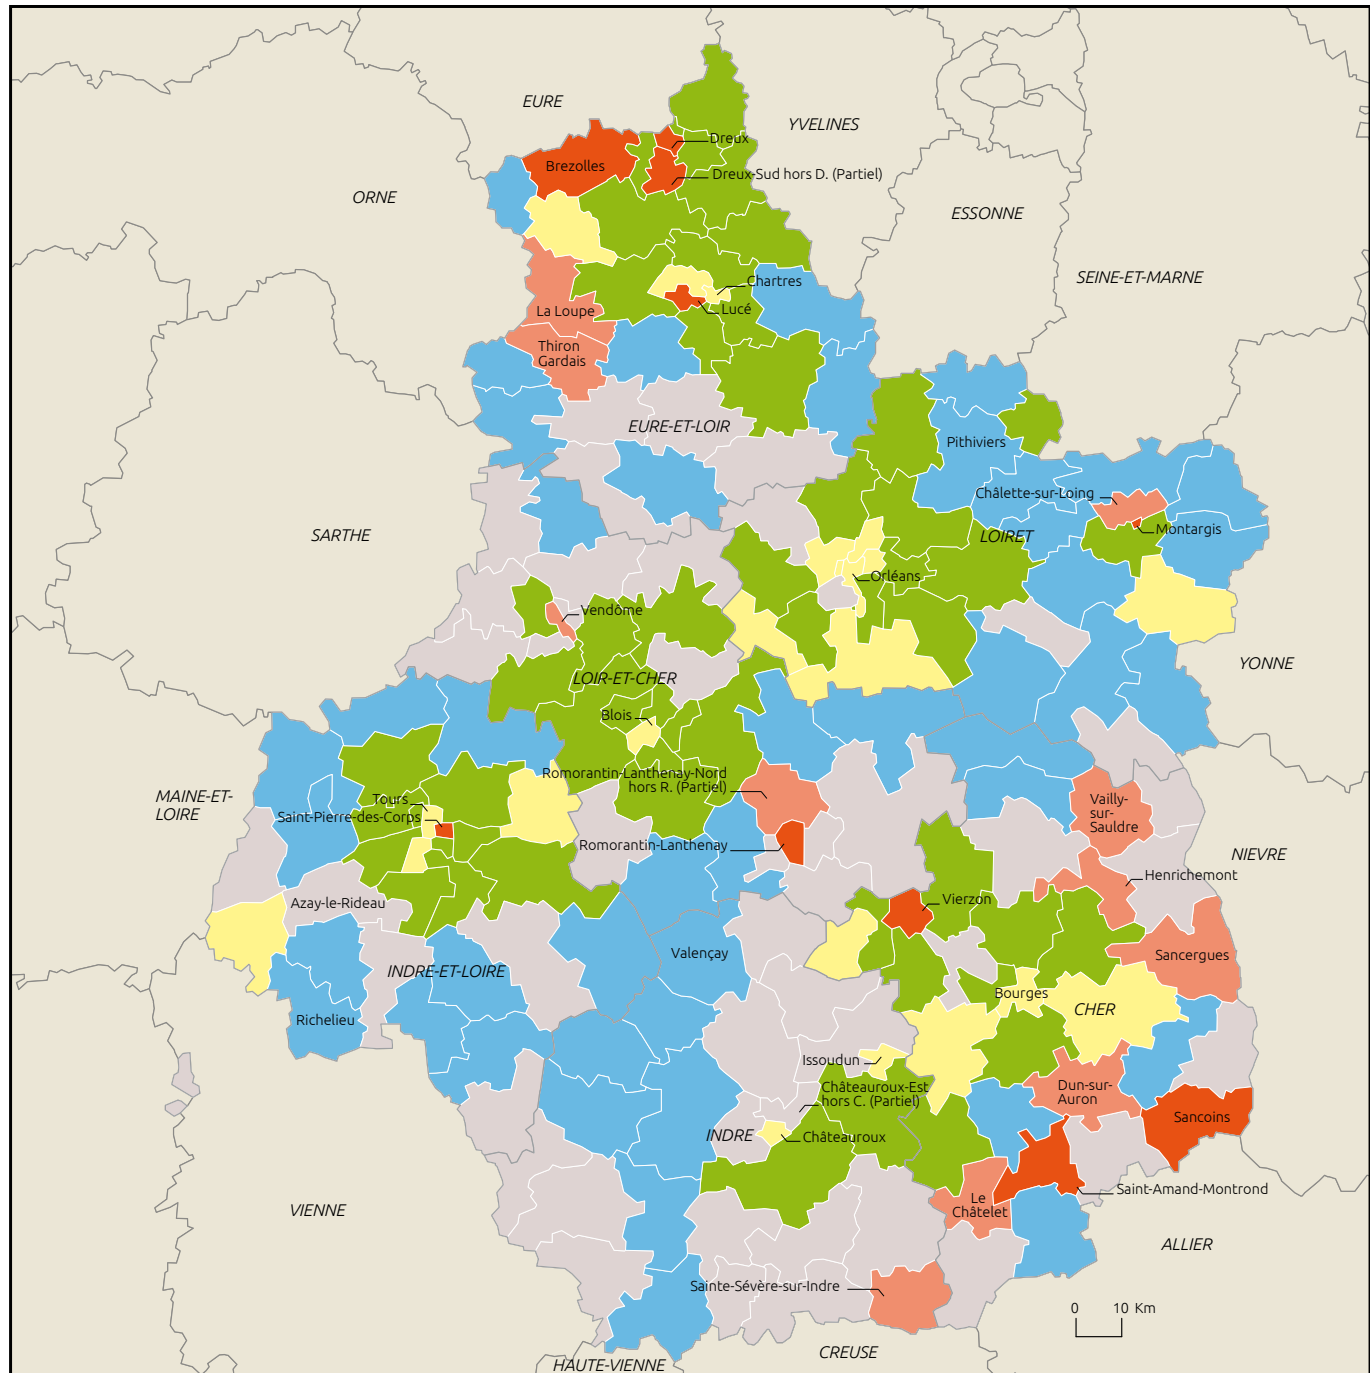 EURE
YVELINES
Dreux
Brezolles
Dreux-Sud hors D. (Partiel)
ORNE
ESSONNE
SEINE-ET-MARNE
Chartres
La Loupe
Lucé
Thiron
Gardais
EURE-ET-LOIR
Pithiviers
Châlette-sur-Loing
SARTHE
LOIRET
Montargis
Orléans
Vendôme
YONNE
LOIR-ET-CHER
Blois
Romorantin-Lanthenay-Nord
hors R. (Partiel)
MAINE-ET-
LOIRE
Tours
Saint-Pierre-des-Corps
Vailly-
sur-
Sauldre
Romorantin-Lanthenay
NIEVRE
Henrichemont
Azay-le-Rideau
Vierzon
Valençay
Sancergues
INDRE-ET-LOIRE
Bourges
CHER
Richelieu
Issoudun
Châteauroux-Est
hors C. (Partiel)
Dun-sur-
Auron
Sancoins
INDRE
Châteauroux
Saint-Amand-Montrond
VIENNE
Le
Châtelet
ALLIER
Sainte-Sévère-sur-Indre
0 10 Km
CREUSE
HAUTE-VIENNE